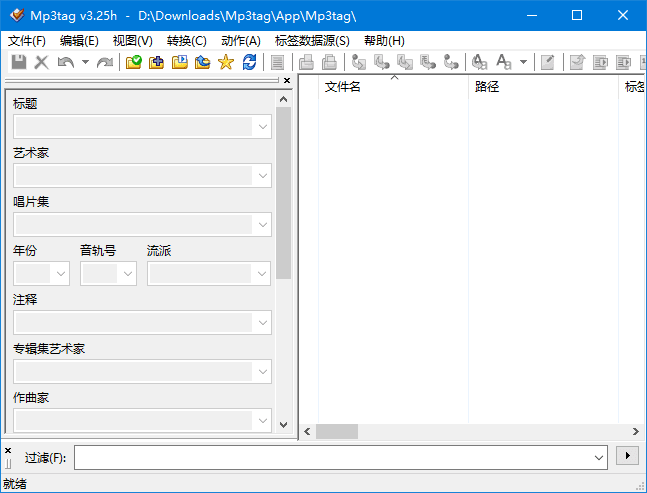 Mp3tag v3.25h - D:\Downloads\Mp3tag\App\Mp3tag\
文件(F) 编辑(E) 视图(V) 转换(C) 动作(A) 标签数据源(S) 帮助(H)
标题
艺术家
唱片集
年份 音轨号 流派
注释
专辑集艺术家
作曲家
文件名 路径 标签
过滤(F):
就绪